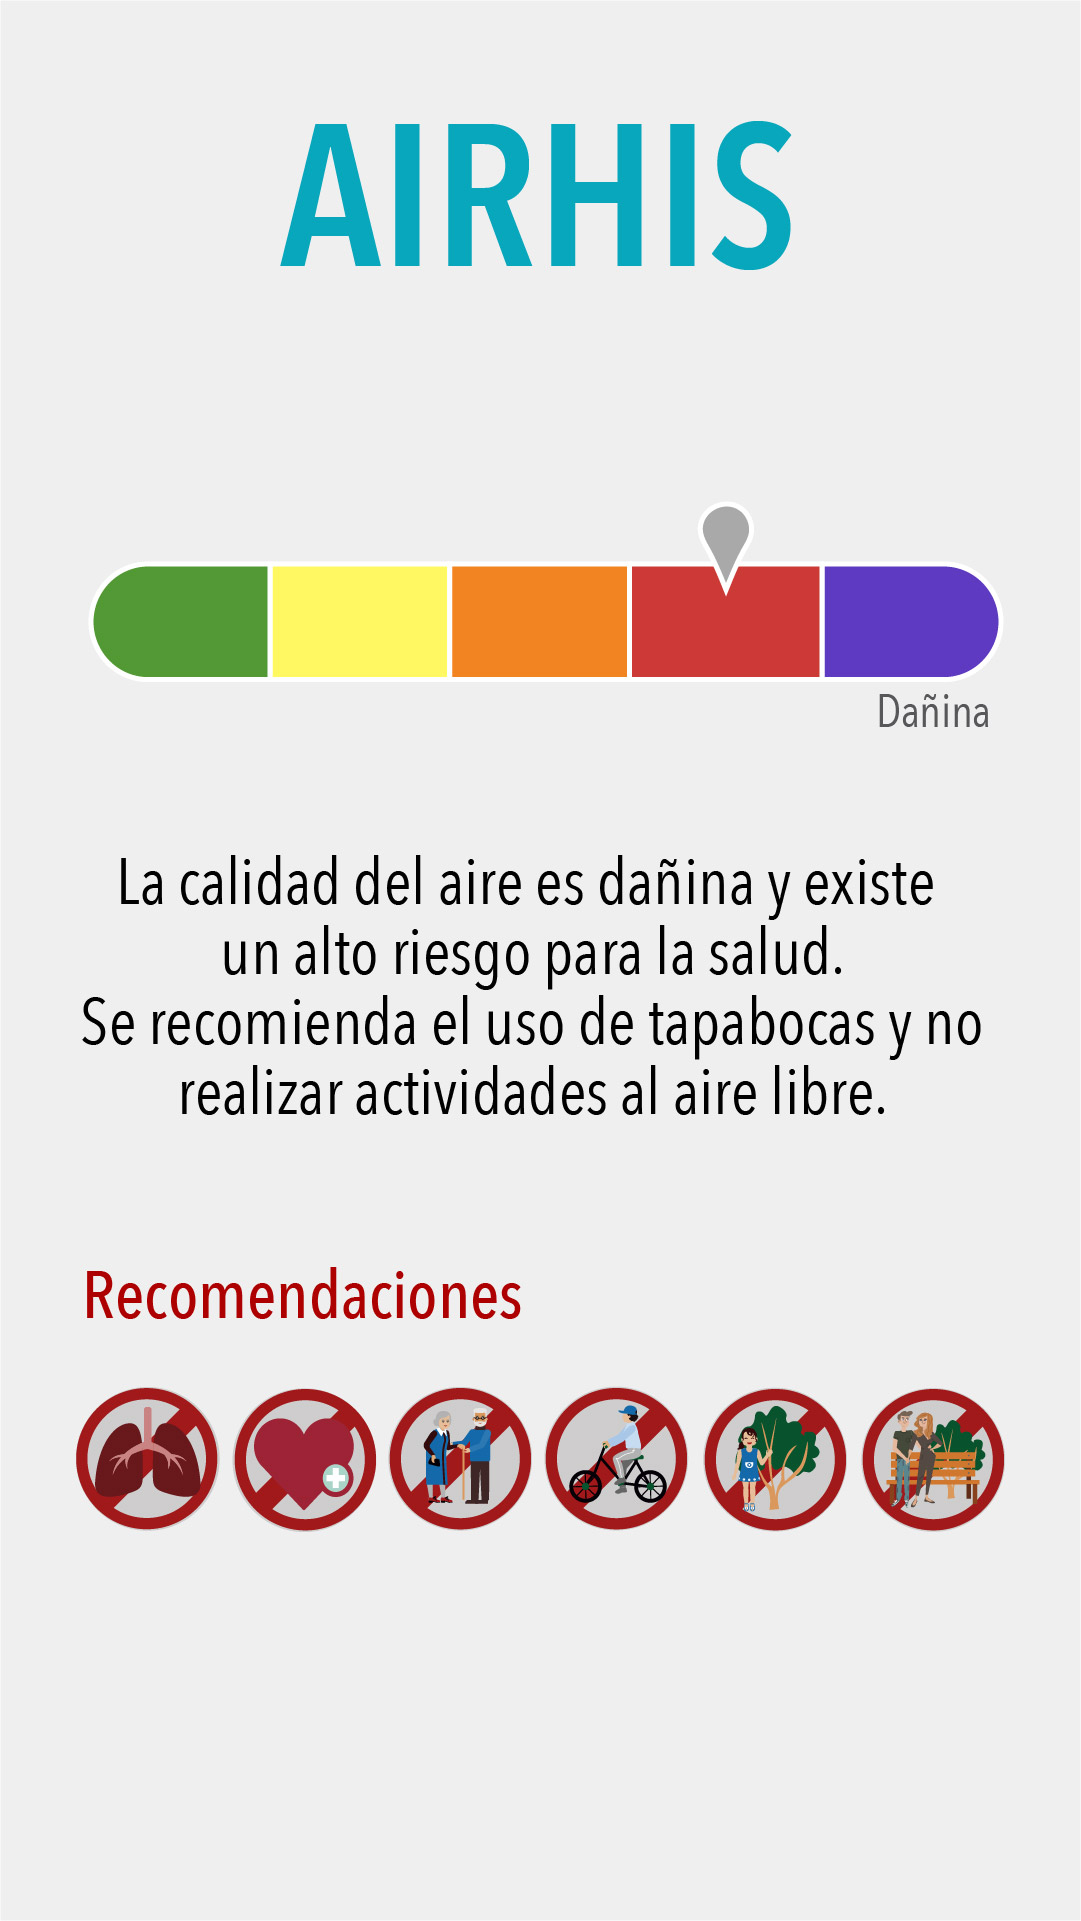 AIRHIS
Dañina
La calidad del aire es dañina y existe
un alto riesgo para la salud.
Se recomienda el uso de tapabocas y no
realizar actividades al aire libre.
Recomendaciones